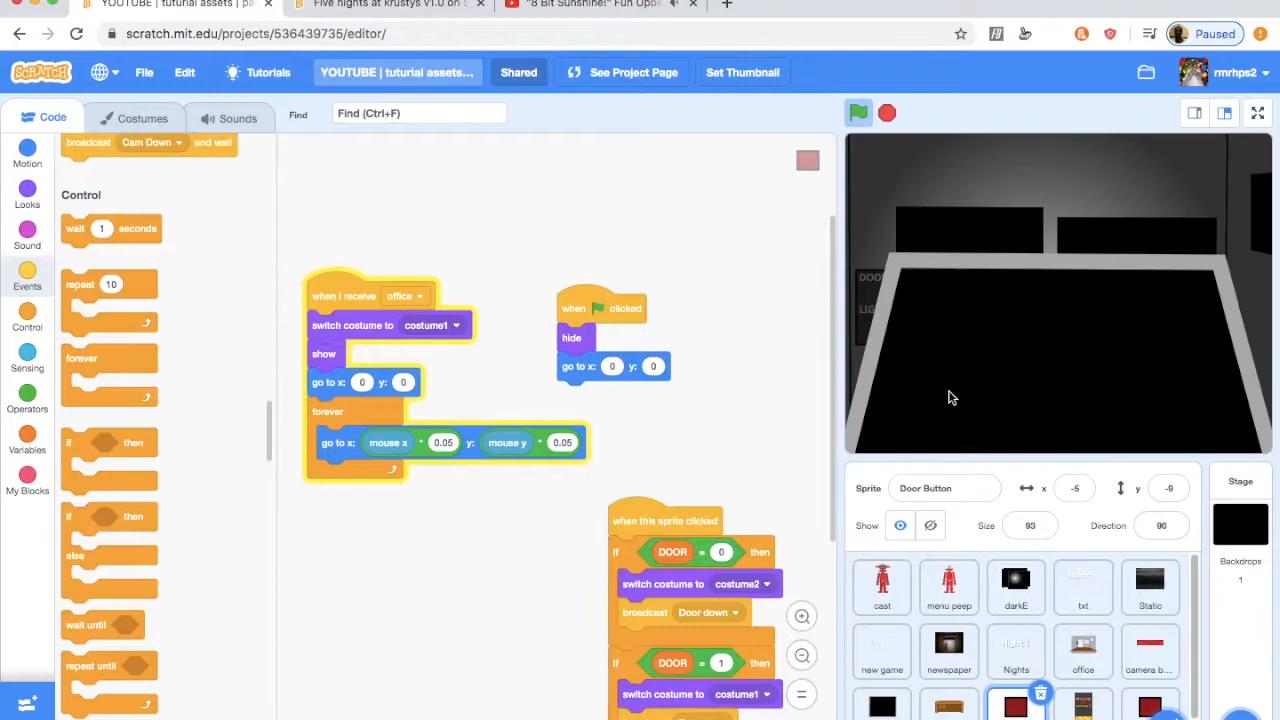 YOUTUBE | tuturial assets | pa
Five nights at krustys v1.0 on S
"8 Bit Sunshine!" Fun Upbe
scratch.mit.edu/projects/536439735/editor/
Paused
SCRATCH
File
Edit
Tutorials
YOUTUBE | tuturial assets...
Shared
See Project Page
Set Thumbnail
rmrhps2
Code
Costumes
Sounds
Find
Find (Ctrl+F)
Motion
Looks
Sound
Events
Control
Sensing
Operators
Variables
My Blocks
broadcast Cam Down and wait
Control
wait 1 seconds
repeat 10
forever
if then
if then
else
wait until
repeat until
when I receive office
switch costume to costume1
show
go to x: 0 y: 0
forever
go to x: mouse x * 0.05 y: mouse y * 0.05
when clicked
hide
go to x: 0 y: 0
when this sprite clicked
if DOOR = 0 then
switch costume to costume2
broadcast Door down
if DOOR = 1 then
switch costume to costume1
DOO
LIG
Sprite
Door Button
x
-5
y
-9
Show
Size
93
Direction
90
Stage
Backdrops
1
cast
menu peep
darkE
txt
Static
new game
newspaper
Nights
office
camera b...